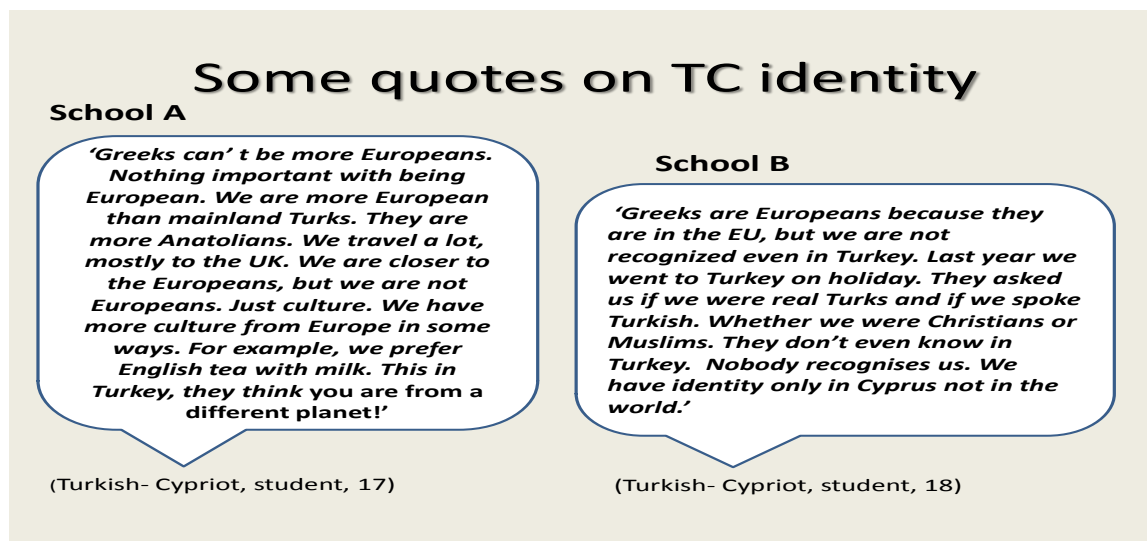 Some quotes on TC identity
School A
‘Greeks can’ t be more Europeans.
Nothing important with being
European. We are more European
than mainland Turks. They are
more Anatolians. We travel a lot,
mostly to the UK. We are closer to
the Europeans, but we are not
Europeans. Just culture. We have
more culture from Europe in some
ways. For example, we prefer
English tea with milk. This in
Turkey, they think you are from a
different planet!’
(Turkish- Cypriot, student, 17)
School B
‘Greeks are Europeans because they
are in the EU, but we are not
recognized even in Turkey. Last year we
went to Turkey on holiday. They asked
us if we were real Turks and if we spoke
Turkish. Whether we were Christians or
Muslims. They don’t even know in
Turkey.  Nobody recognises us. We
have identity only in Cyprus not in the
world.’
(Turkish- Cypriot, student, 18)